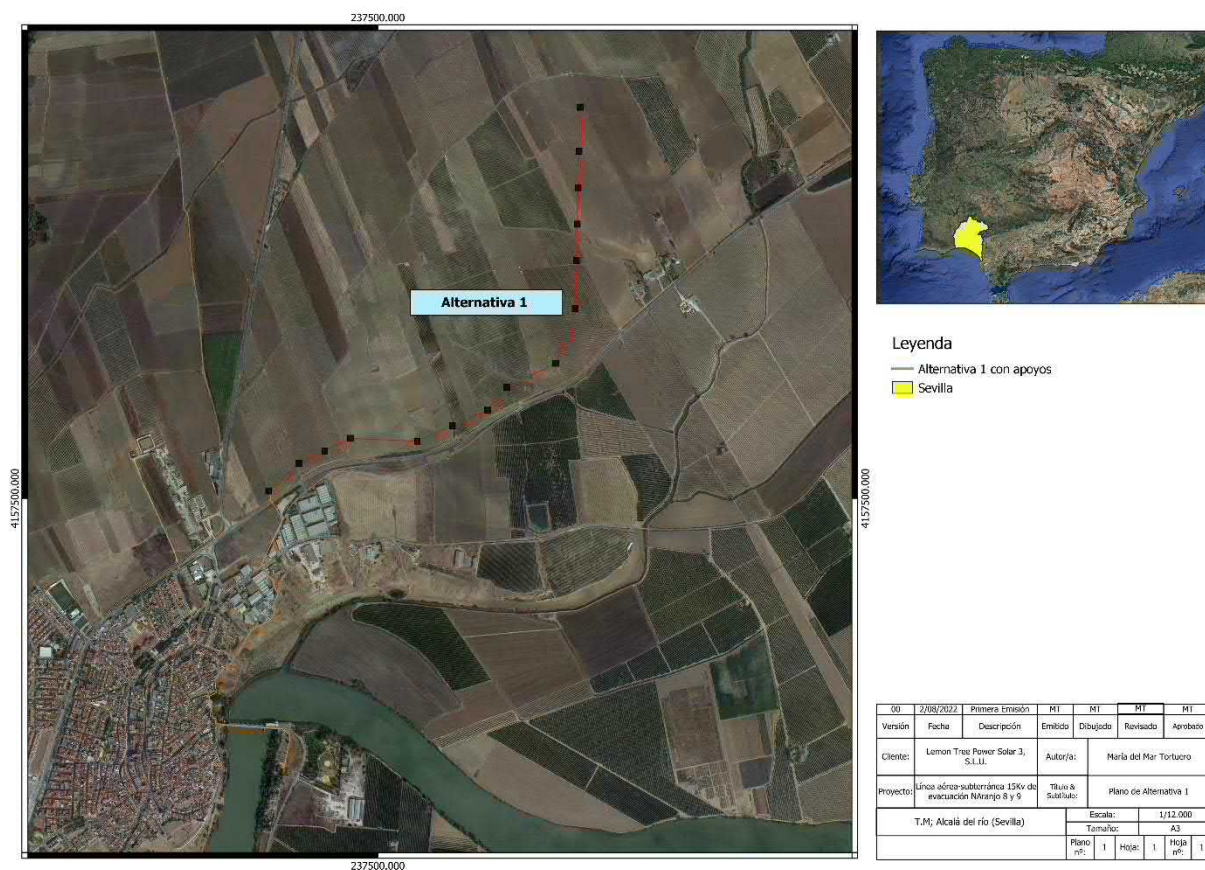 237500.000
4157500.000
Alternativa 1
4157500.000
237500.000
Leyenda
Alternativa 1 con apoyos
Sevilla
00 2/08/2022 Primera Emisión MT MT MT MT
Versión Fecha Descripción Emitido Dibujado Revisado Aprobado
Cliente: Lemon Tree Power Solar 3, S.L.U. Autor/a: María del Mar Tortuero
Proyecto: Línea aérea-subterránea 15Kv de evacuación NAranjo 8 y 9 Título & Subtítulo: Plano de Alternativa 1
T.M; Alcalá del río (Sevilla) Escala: 1/12.000
Tamaño: A3
Plano nº: 1 Hoja: 1 Hoja nº: 1